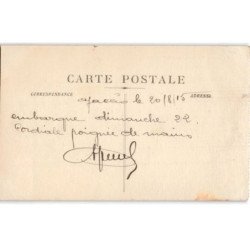 CARTE POSTALE
CORRESPONDANCE ADRESSE
Ajaccio le 20/8/15
embarque dimanche 22
Cordiale poignée de mains